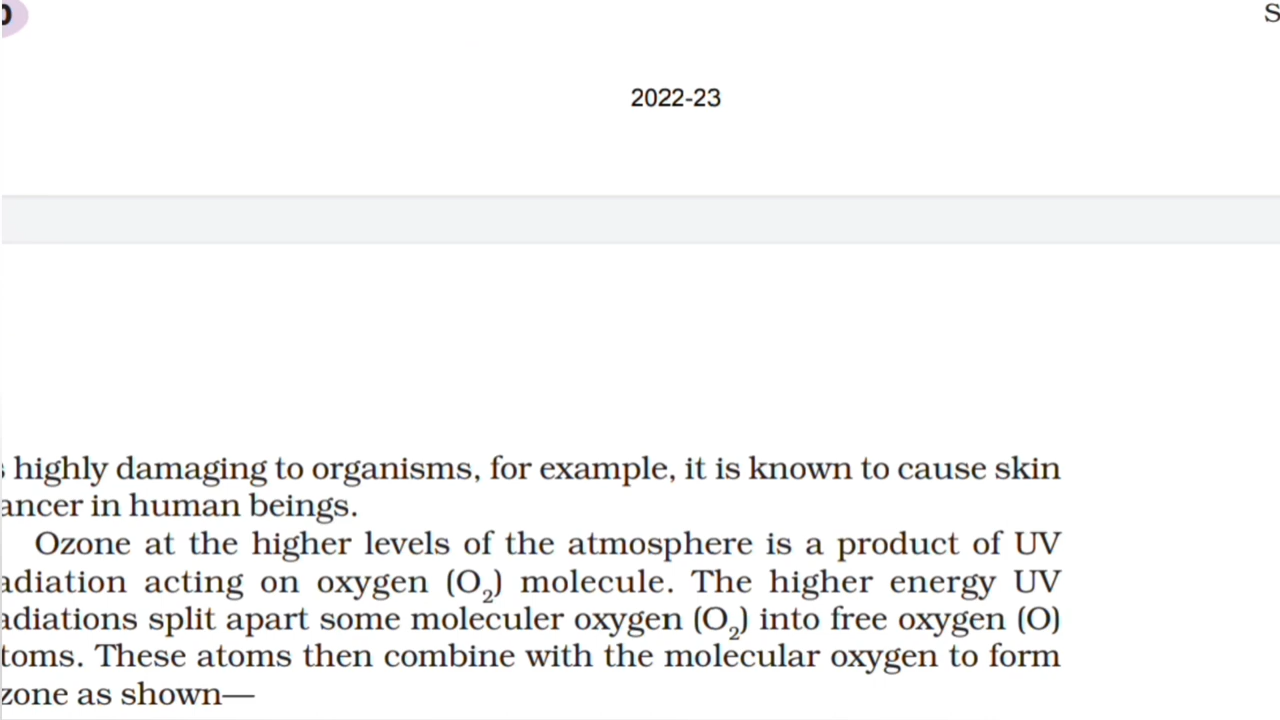 S
2022-23
highly damaging to organisms, for example, it is known to cause skin
ancer in human beings.
Ozone at the higher levels of the atmosphere is a product of UV
adiation acting on oxygen (O₂) molecule. The higher energy UV
adiations split apart some moleculer oxygen (O₂) into free oxygen (O)
toms. These atoms then combine with the molecular oxygen to form
zone as shown—